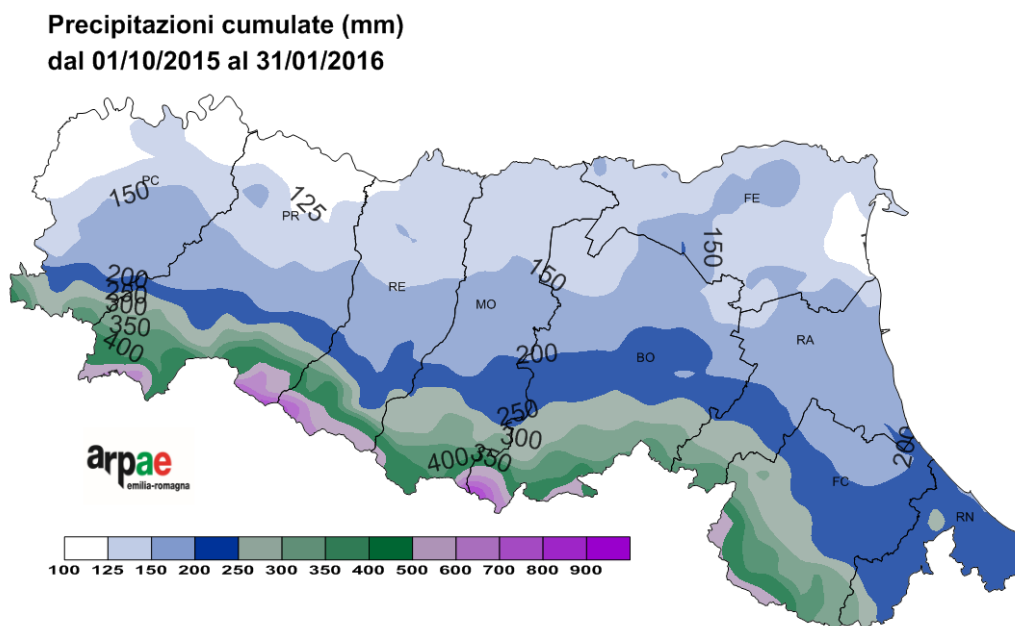 Precipitazioni cumulate (mm)
dal 01/10/2015 al 31/01/2016
PC
150
PR
125
FE
150
RE
MO
150
200
250
300
350
400
RA
BO
200
250
300
350
400
200
FC
RN
arpae
emilia-romagna
100 125 150 200 250 300 350 400 500 600 700 800 900